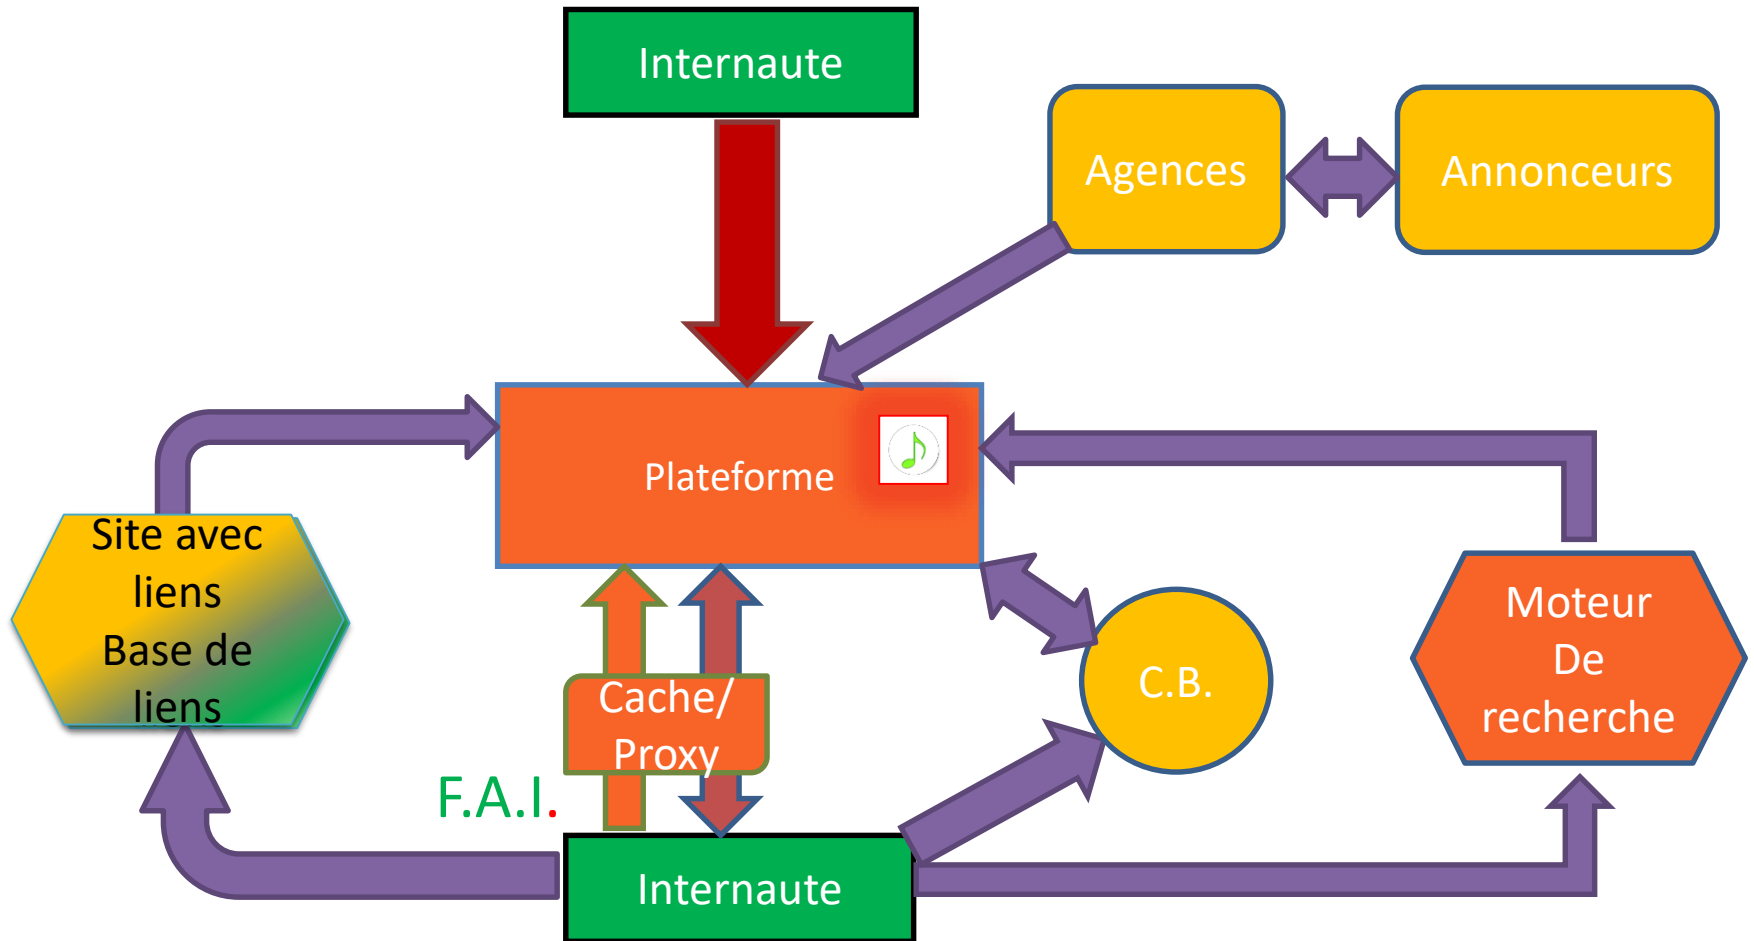 Internaute
Agences
Annonceurs
Plateforme
Site avec
liens
Base de
liens
Cache/
Proxy
C.B.
Moteur
De
recherche
F.A.I.
Internaute